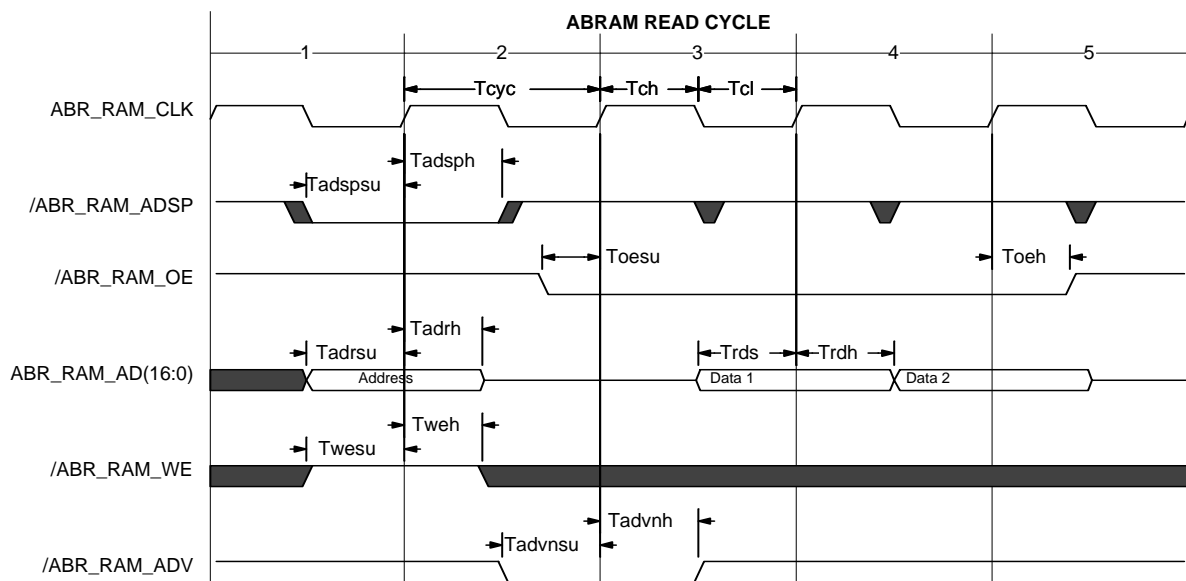 ABRAM READ CYCLE
1 2 3 4 5
Tcyc Tch Tcl
ABR_RAM_CLK
Tadsph
Tadspsu
/ABR_RAM_ADSP
Toesu Toeh
/ABR_RAM_OE
Tadrh
Tadrsu Trds Trdh
ABR_RAM_AD(16:0) Address Data 1 Data 2
Tweh
Twesu
/ABR_RAM_WE
Tadvnh
Tadvnsu
/ABR_RAM_ADV